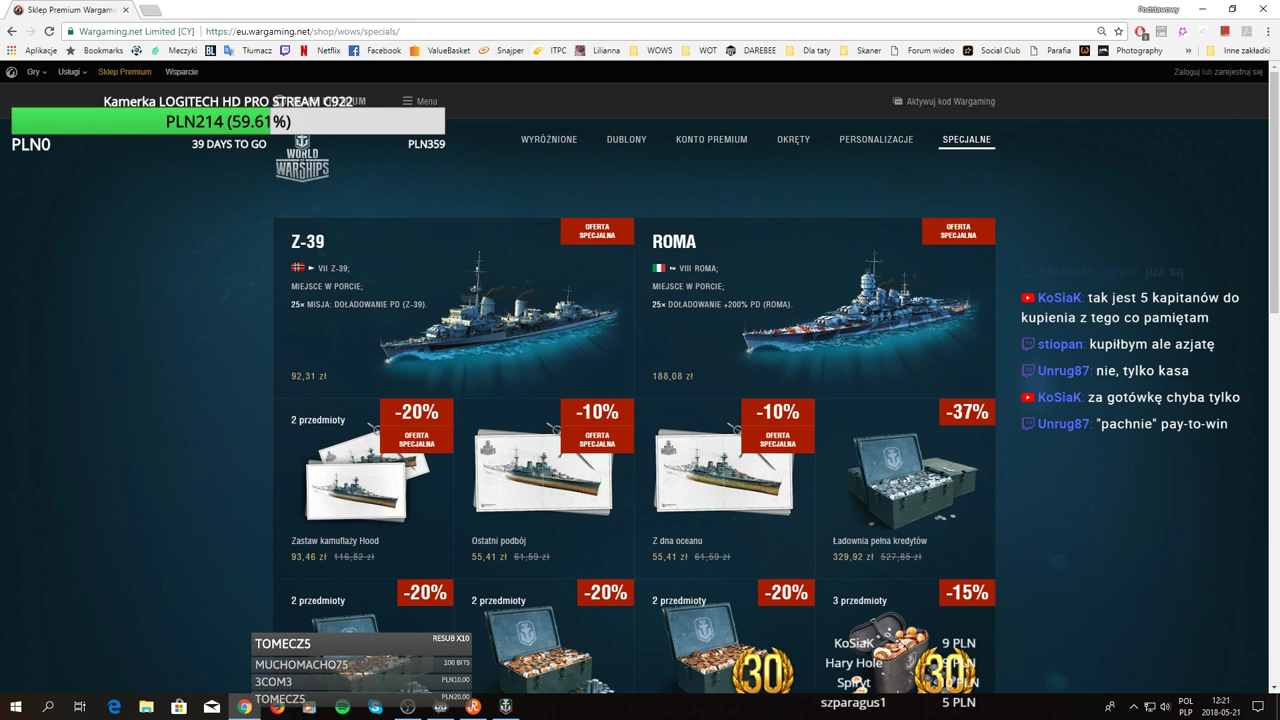 Sklep Premium Wargami
Podstawowy
Wargaming.net Limited [CY]
https://eu.wargaming.net/shop/wows/specials/
Aplikacje
Bookmarks
Meczyki
BL
Tłumacz
Netflix
Facebook
ValueBasket
Snajper
ITPC
Lilianna
WOWS
WOT
DAREBEE
Dla taty
Skaner
Forum wideo
Social Club
Parafia
Photography
Inne zakładki
Gry
Usługi
Sklep Premium
Wsparcie
Zaloguj lub zarejestruj się
Kamerka LOGITECH HD PRO STREAM C922
Menu
Aktywuj kod Wargaming
PLN214 (59.61%)
PLN0
39 DAYS TO GO
PLN359
WORLD OF
WARSHIPS
WYRÓŻNIONE
DUBLONY
KONTO PREMIUM
OKRĘTY
PERSONALIZACJE
SPECJALNE
Z-39
OFERTA
SPECJALNA
VII Z-39;
MIEJSCE W PORCIE;
25× MISJA: DOŁADOWANIE PD (Z-39).
92,31 zł
ROMA
OFERTA
SPECJALNA
VIII ROMA;
MIEJSCE W PORCIE;
25× DOŁADOWANIE +200% PD (ROMA).
188,08 zł
już są
KoSiaK: tak jest 5 kapitanów do
kupienia z tego co pamiętam
stiopan: kupiłbym ale azjatę
Unrug87: nie, tylko kasa
KoSiaK: za gotówkę chyba tylko
Unrug87: "pachnie" pay-to-win
2 przedmioty
-20%
OFERTA
SPECJALNA
Zastaw kamuflaży Hood
93,46 zł 116,82 zł
-10%
OFERTA
SPECJALNA
Ostatni podbój
55,41 zł 61,59 zł
-10%
OFERTA
SPECJALNA
Z dna oceanu
55,41 zł 61,59 zł
-37%
Ładownia pełna kredytów
329,92 zł 527,85 zł
2 przedmioty
-20%
2 przedmioty
-20%
2 przedmioty
-20%
30
3 przedmioty
-15%
30
TOMECZ5
RESUB X10
MUCHOMACHO75
100 BITS
3COM3
PLN10.00
TOMECZ5
PLN20.00
KoSiaK
9 PLN
Hary Hole
Spiryt
szparagus1
5 PLN
POL
PLP
12:21
2018-05-21